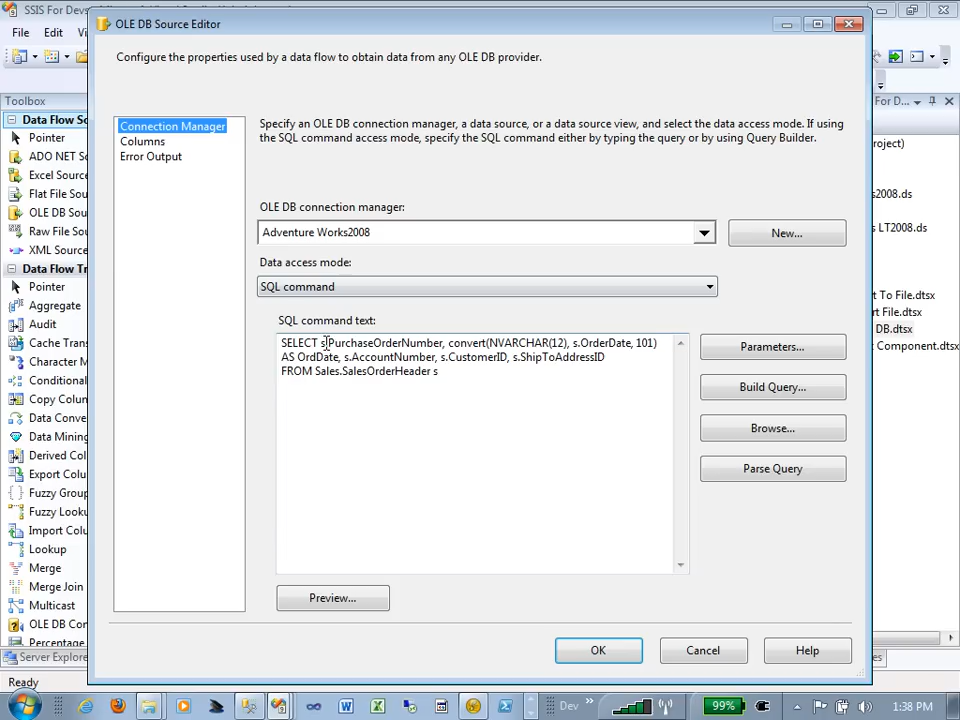 SSIS For Devs
OLE DB Source Editor
File
Edit
Configure the properties used by a data flow to obtain data from any OLE DB provider.
Toolbox
For D...
Data Flow So
Connection Manager
Specify an OLE DB connection manager, a data source, or a data source view, and select the data access mode. If using
the SQL command access mode, specify the SQL command either by typing the query or by using Query Builder.
Pointer
Columns
ADO NET S
Error Output
Excel Source
Flat File Sour
s2008.ds
OLE DB Sou
OLE DB connection manager:
Raw File Sou
Adventure Works2008
New...
LT2008.ds
XML Source
Data access mode:
Data Flow Tr
Pointer
SQL command
Aggregate
rt To File.dtsx
Audit
SQL command text:
rt File.dtsx
DB.dtsx
Cache Trans
SELECT s.PurchaseOrderNumber, convert(NVARCHAR(12), s.OrderDate, 101)
AS OrdDate, s.AccountNumber, s.CustomerID, s.ShipToAddressID
FROM Sales.SalesOrderHeader s
Parameters...
t Component.dtsx
Character M
Conditional
Build Query...
Copy Colum
Data Conve
Browse...
Data Mining
Derived Col
Parse Query
Export Colu
Fuzzy Group
Fuzzy Looku
Import Colu
Lookup
Merge
Merge Join
Preview...
Multicast
OLE DB Con
Percentage
OK
Cancel
Help
Server Explore
Ready
Dev
99%
1:38 PM